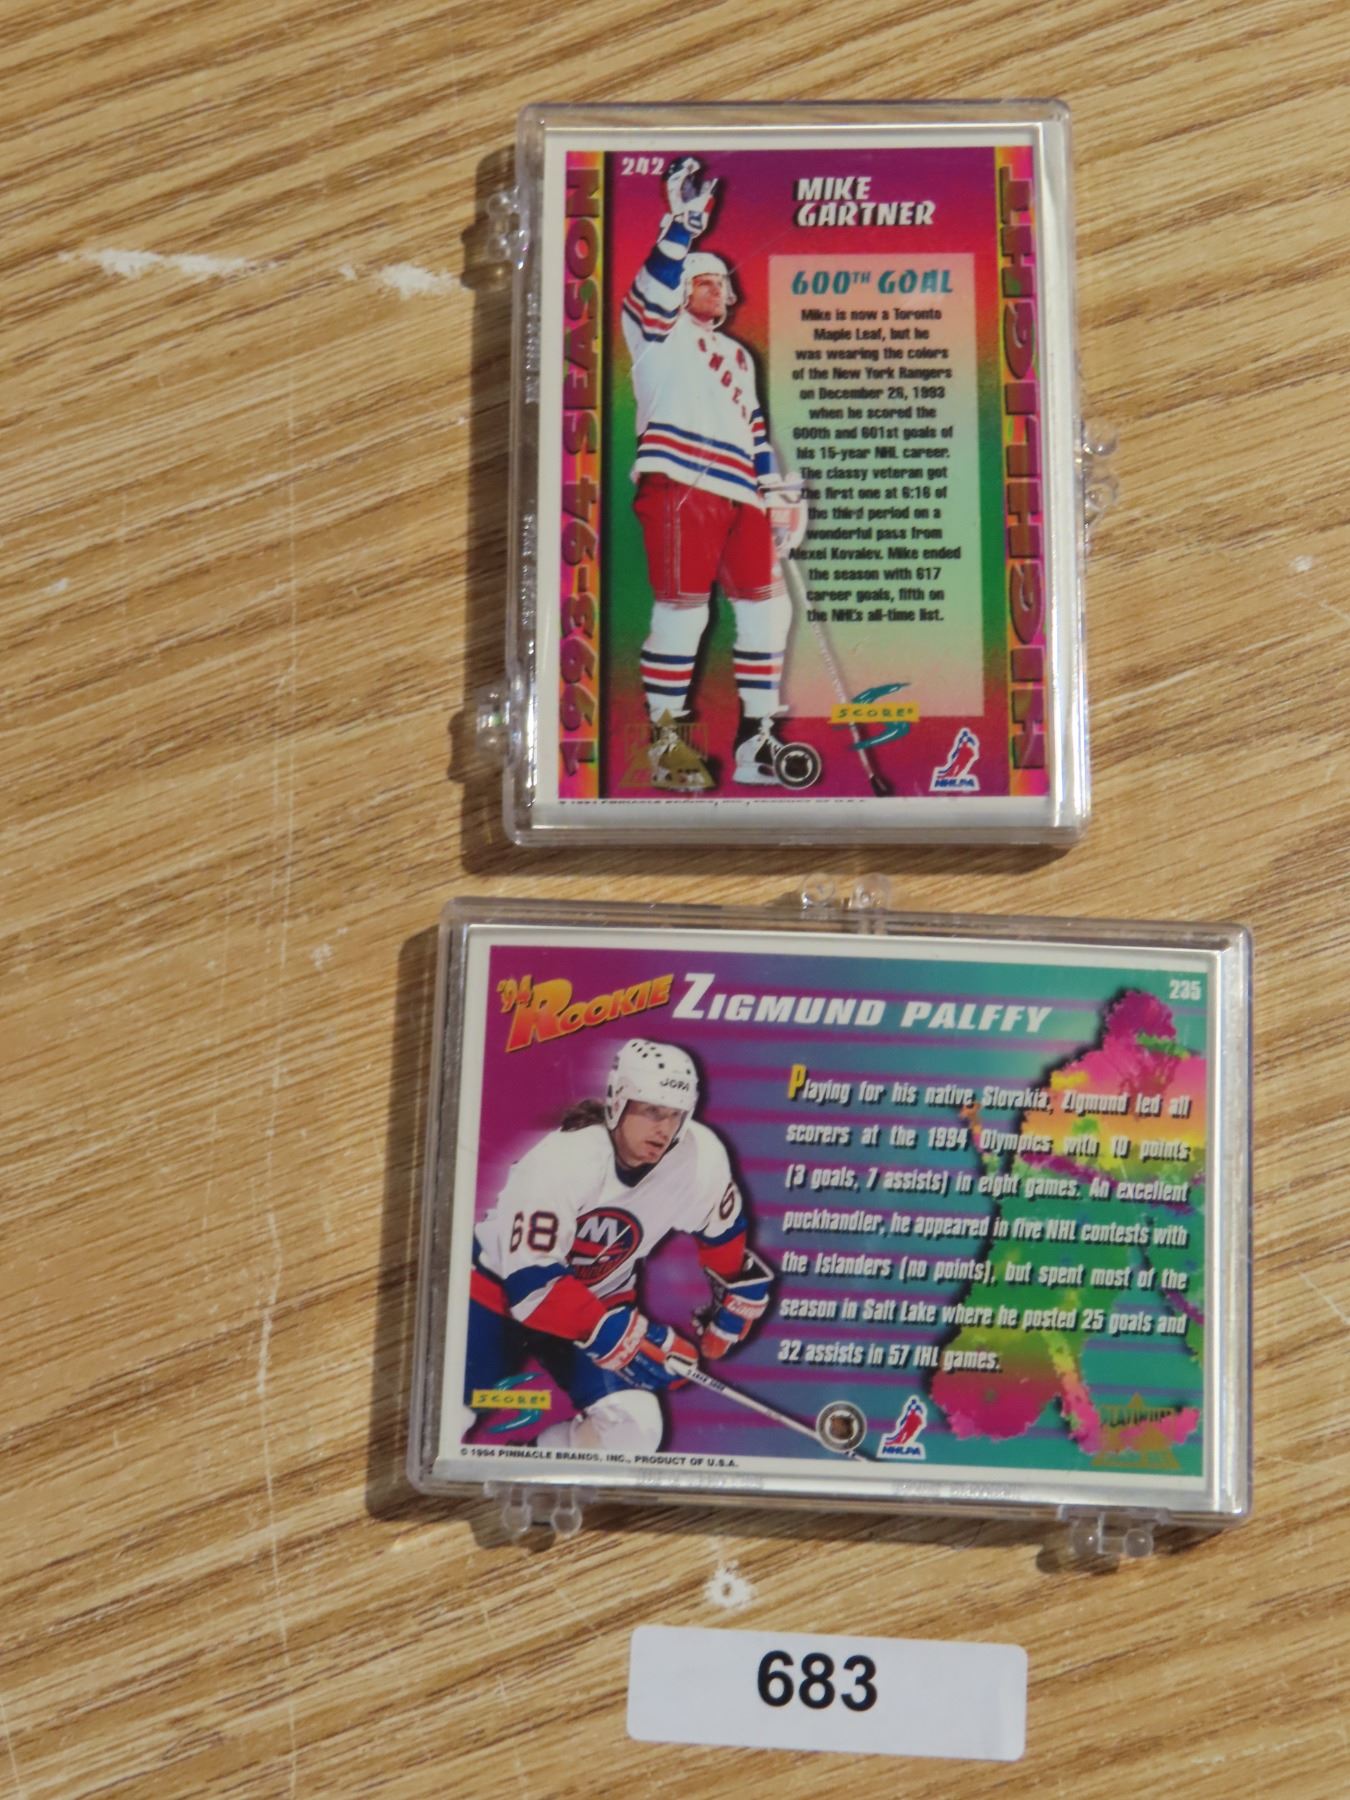 242
MIKE
GARTNER
1993-94 SEASON
HIGHLIGHT
600TH GOAL
Mike is now a Toronto
Maple Leaf, but he
was wearing the colors
of the New York Rangers
on December 26, 1993
when he scored the
600th and 601st goals of
his 15-year NHL career.
The classy veteran got
the first one at 6:16 of
the third period on a
wonderful pass from
Alexei Kovalev. Mike ended
the season with 617
career goals, fifth on
the NHL's all-time list.
SCORE®
NHLPA
'94 ROOKIE
ZIGMUND PALFFY
235
Playing for his native Slovakia, Zigmund led all
scorers at the 1994 Olympics with 10 points
(3 goals, 7 assists) in eight games. An excellent
puckhandler, he appeared in five NHL contests with
the Islanders (no points), but spent most of the
season in Salt Lake where he posted 25 goals and
32 assists in 57 IHL games.
JOFA
68
SCORE®
NHLPA
PLATINUM
© 1994 PINNACLE BRANDS, INC., PRODUCT OF U.S.A.
683